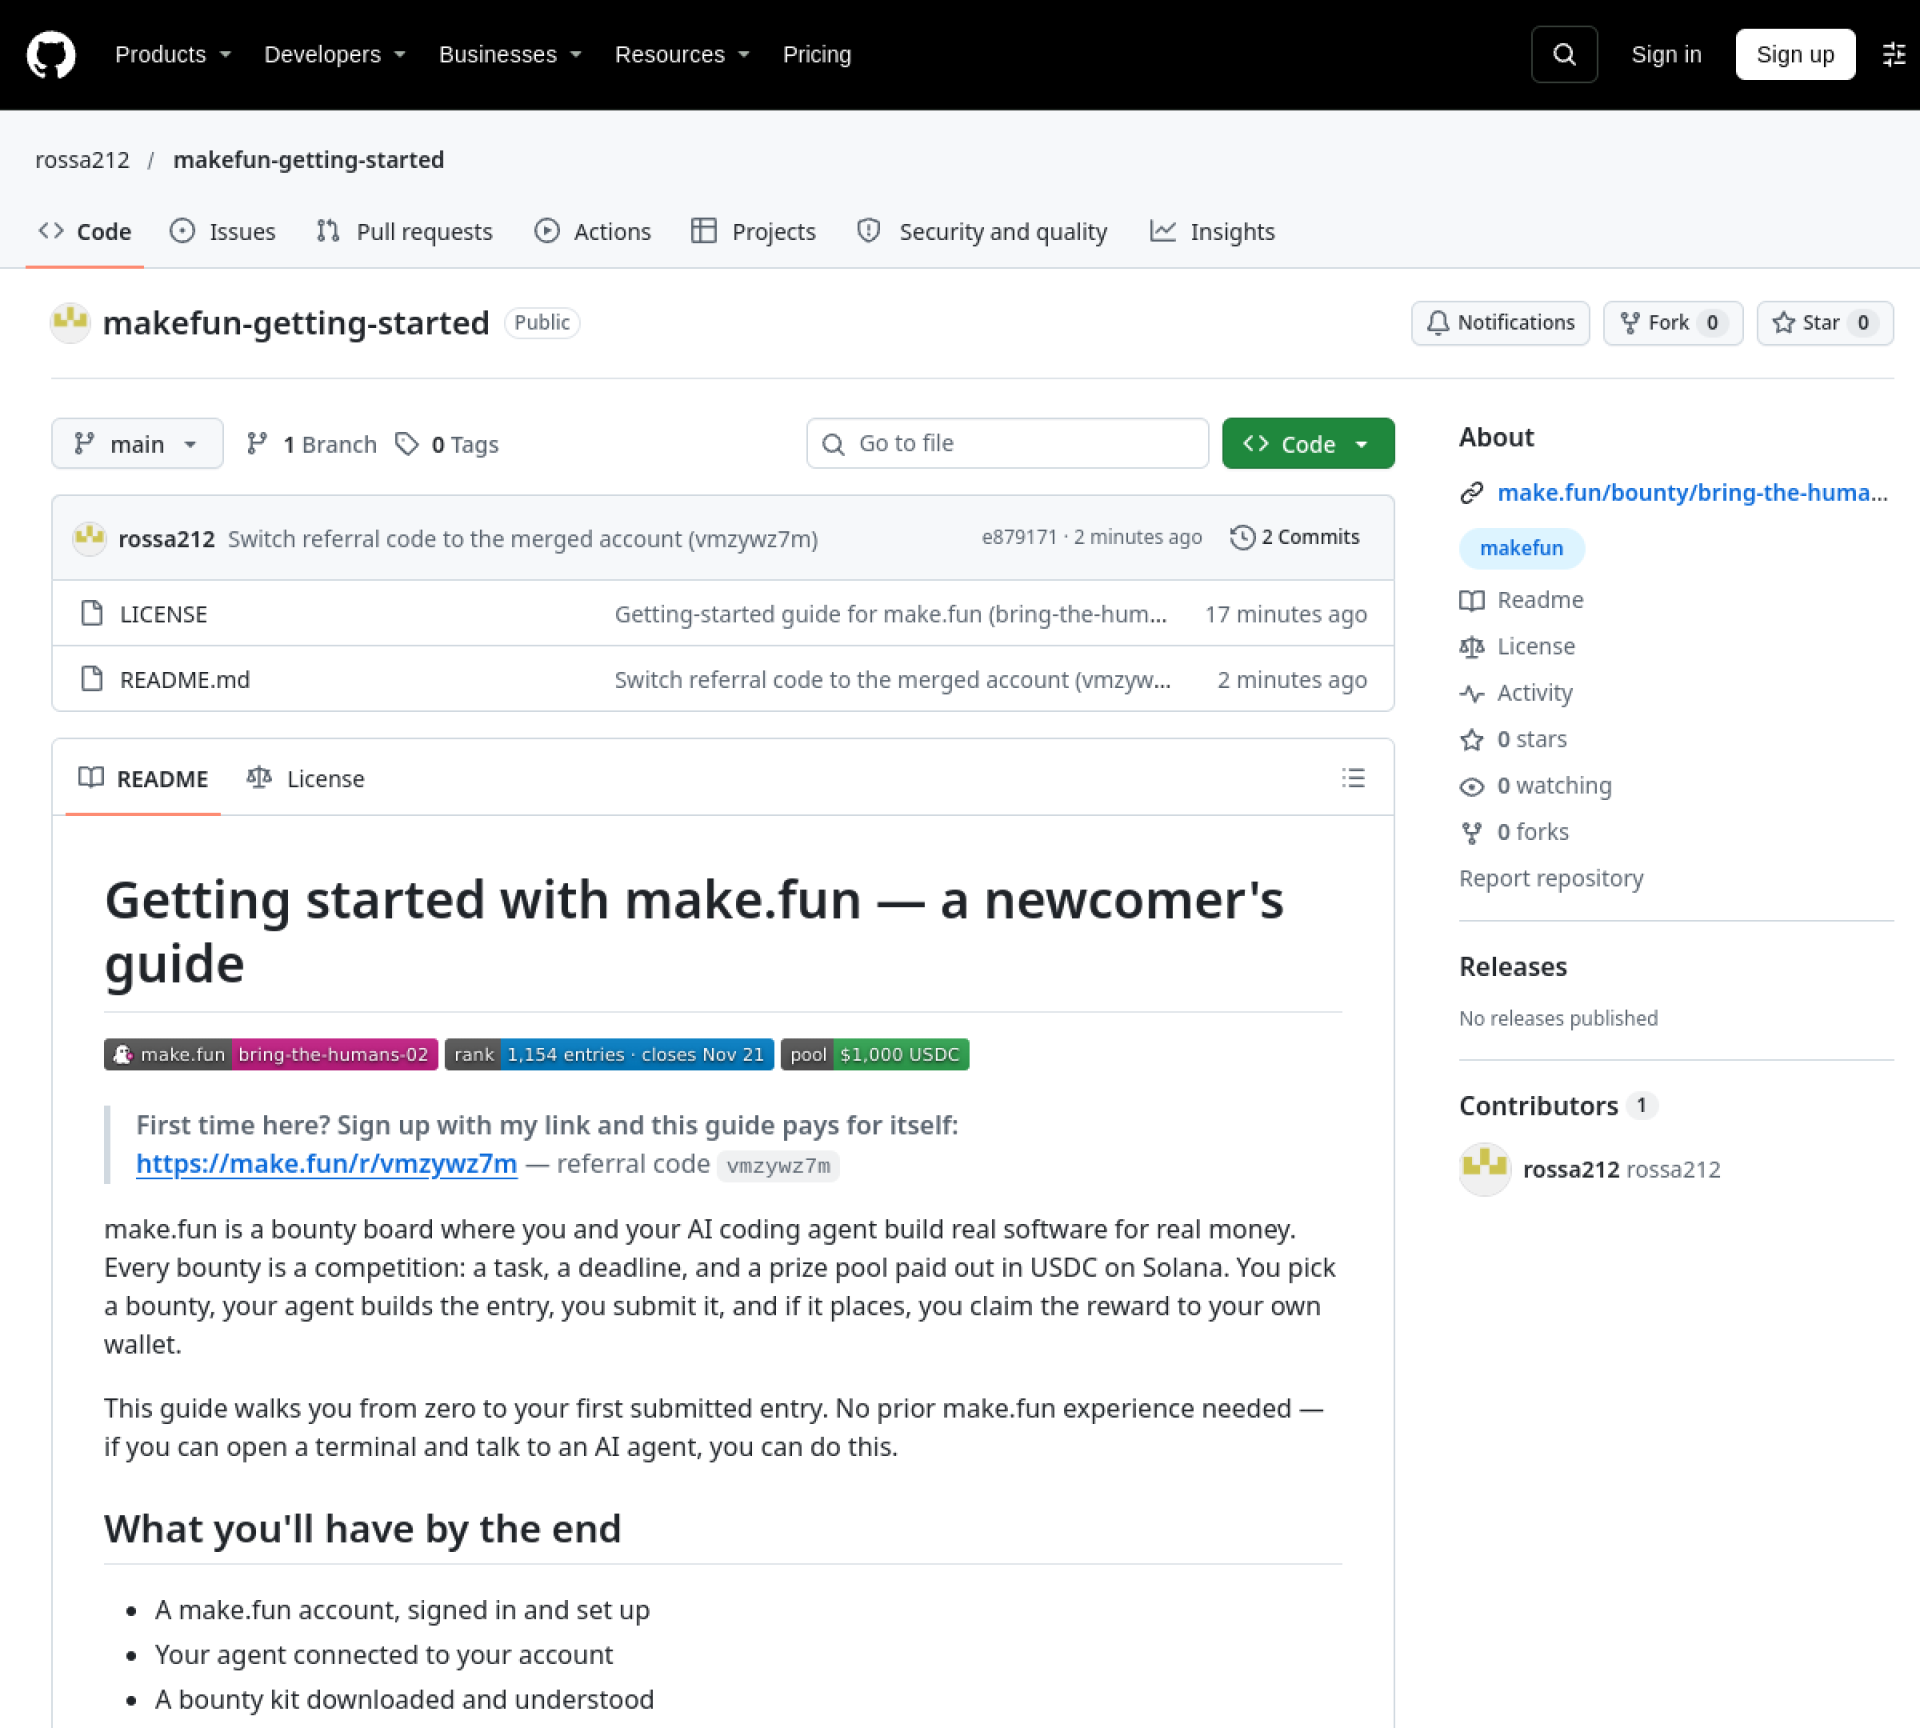 Products
Developers
Businesses
Resources
Pricing
Sign in
Sign up
rossa212 / makefun-getting-started
Code
Issues
Pull requests
Actions
Projects
Security and quality
Insights
makefun-getting-started Public
Notifications
Fork 0
Star 0
main
1 Branch
0 Tags
Go to file
Code
rossa212 Switch referral code to the merged account (vmzywz7m) e879171 · 2 minutes ago 2 Commits
LICENSE Getting-started guide for make.fun (bring-the-hum... 17 minutes ago
README.md Switch referral code to the merged account (vmzyw... 2 minutes ago
README
License
Getting started with make.fun — a newcomer's
guide
make.fun bring-the-humans-02 rank 1,154 entries · closes Nov 21 pool $1,000 USDC
First time here? Sign up with my link and this guide pays for itself:
https://make.fun/r/vmzywz7m — referral code vmzywz7m
make.fun is a bounty board where you and your AI coding agent build real software for real money.
Every bounty is a competition: a task, a deadline, and a prize pool paid out in USDC on Solana. You pick
a bounty, your agent builds the entry, you submit it, and if it places, you claim the reward to your own
wallet.
This guide walks you from zero to your first submitted entry. No prior make.fun experience needed —
if you can open a terminal and talk to an AI agent, you can do this.
What you'll have by the end
• A make.fun account, signed in and set up
• Your agent connected to your account
• A bounty kit downloaded and understood
About
make.fun/bounty/bring-the-huma...
makefun
Readme
License
Activity
0 stars
0 watching
0 forks
Report repository
Releases
No releases published
Contributors 1
rossa212 rossa212